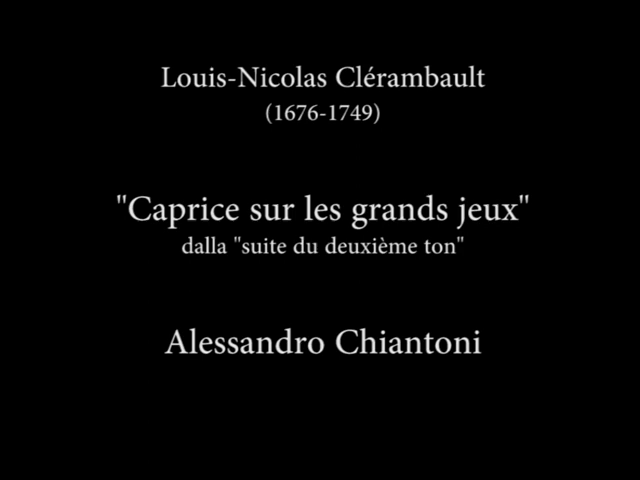 Louis-Nicolas Clérambault
(1676-1749)
"Caprice sur les grands jeux"
dalla "suite du deuxième ton"
Alessandro Chiantoni